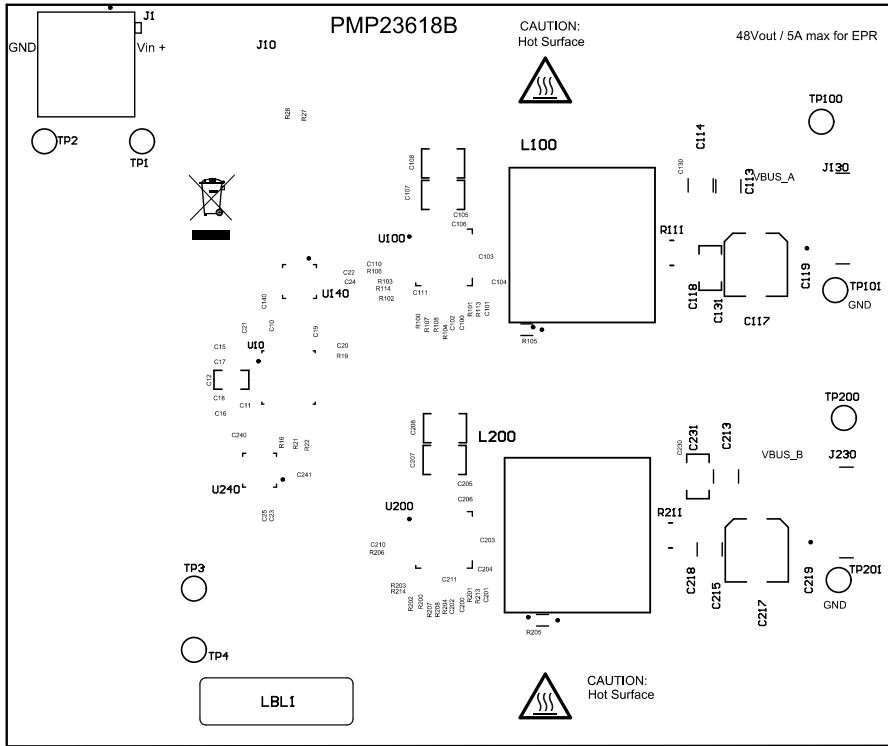 J1
PMP23618B
CAUTION:
Hot Surface
48Vout / 5A max for EPR
GND
Vin +
J10
TP2
TP1
R28
R27
TP100
L100
C114
C130
C113
VBUS_A
J130
C108
C107
C105
C106
U100
R111
C103
C104
C110
R106
C22
C24
R103
R114
R102
C111
U140
C140
C118
C131
C117
C119
TP101
GND
R101
R113
C101
R100
R107
R108
R104
C102
C100
R105
C21
C10
C19
C15
U10
C20
R19
C17
C12
C18
C16
C11
C240
R16
R21
R22
C241
U240
C25
C23
C208
C207
L200
C205
C206
U200
C203
C204
C210
R206
C211
R203
R214
R202
R200
R207
R208
R204
C202
C200
R201
R213
C201
R205
TP200
C231
C213
C230
VBUS_B
J230
R211
C218
C215
C217
C219
TP201
GND
TP3
TP4
LBL1
CAUTION:
Hot Surface